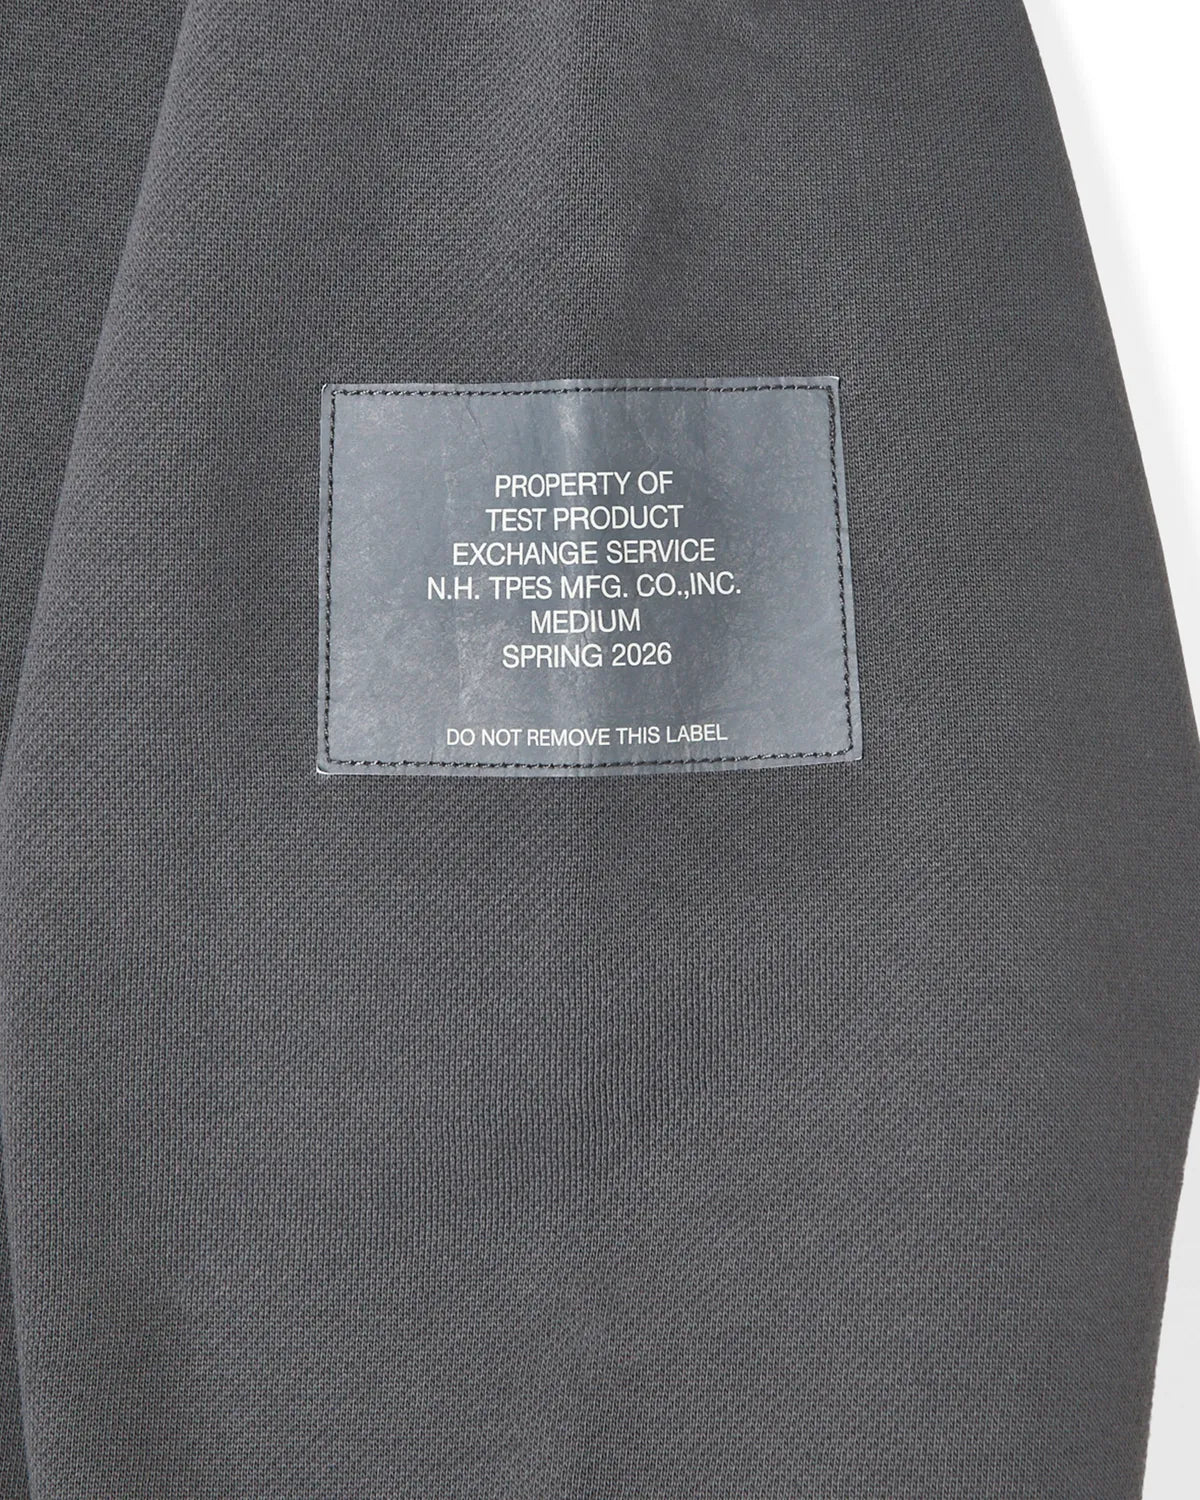 PROPERTY OF
TEST PRODUCT
EXCHANGE SERVICE
N.H. TPES MFG. CO.,INC.
MEDIUM
SPRING 2026
DO NOT REMOVE THIS LABEL